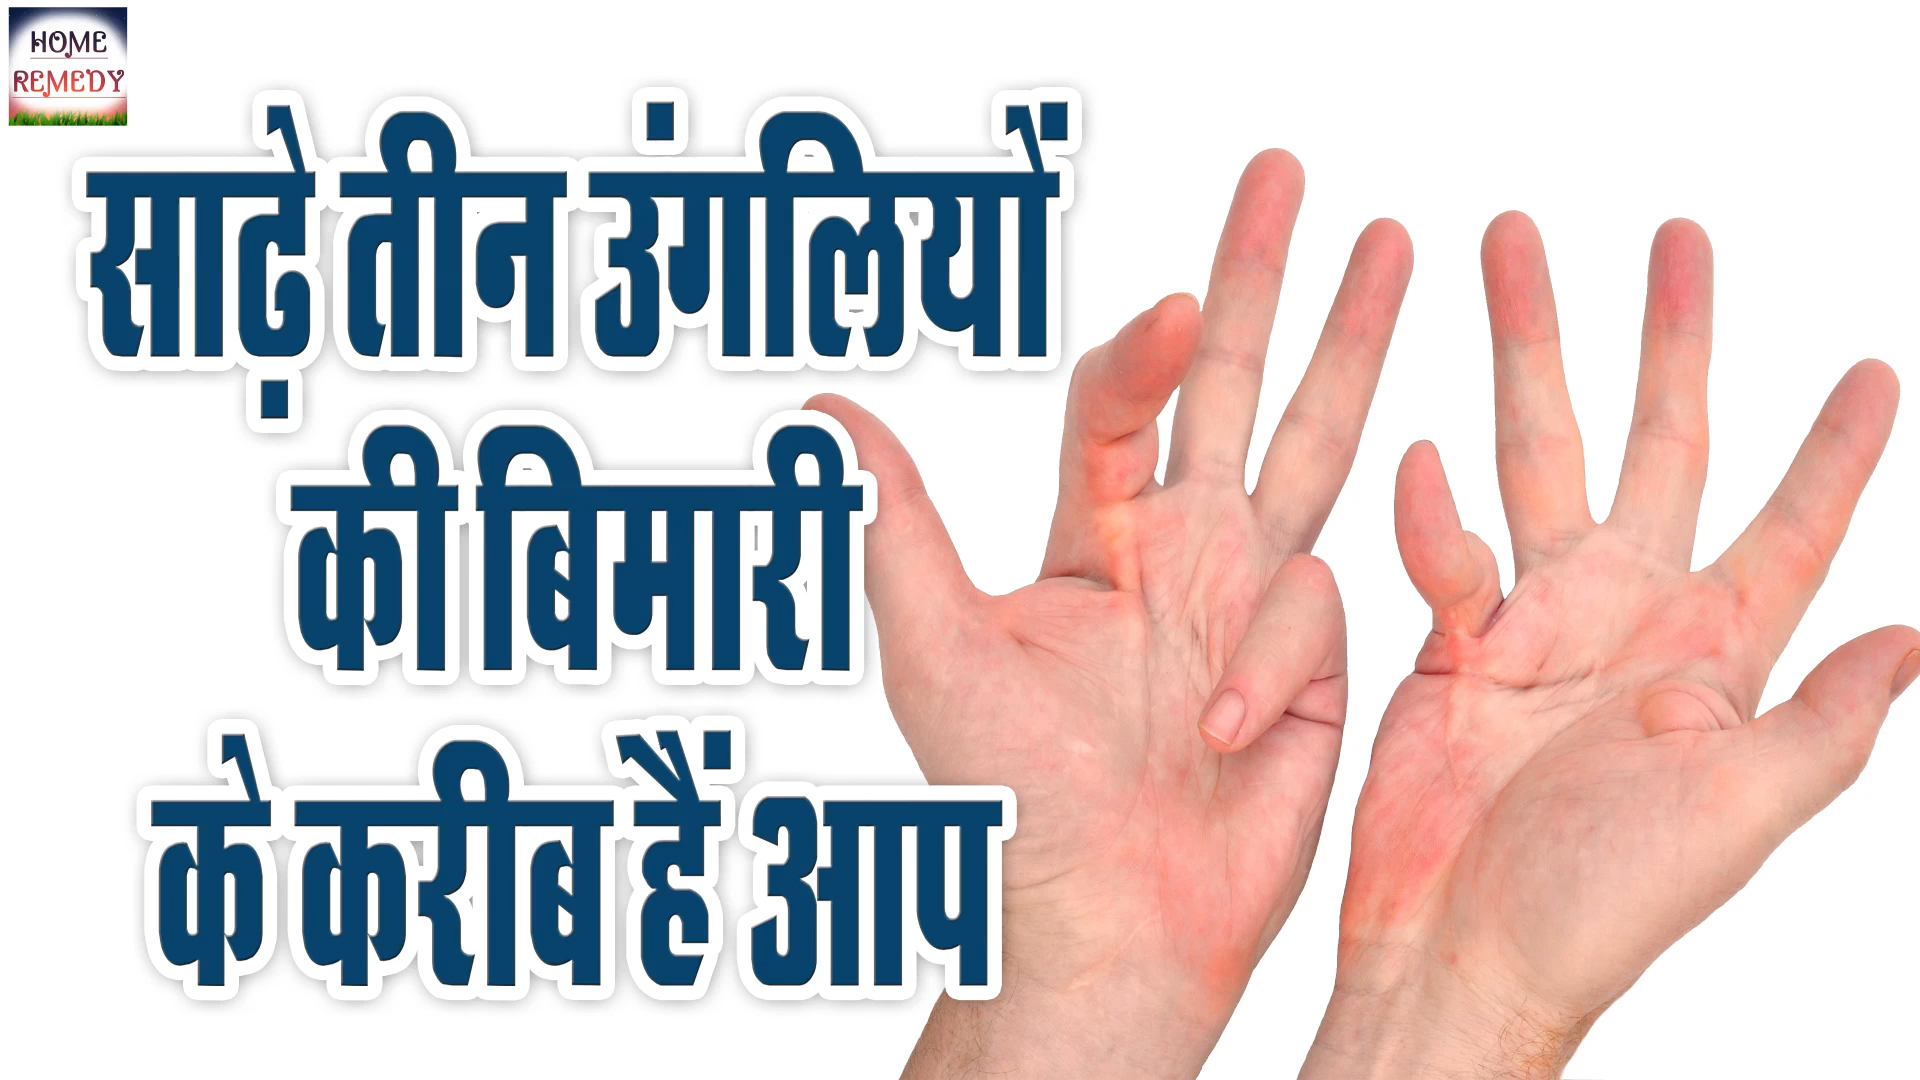 HOME
REMEDY
साढ़े तीन उंगलियों
की बिमारी
के करीब हैं आप